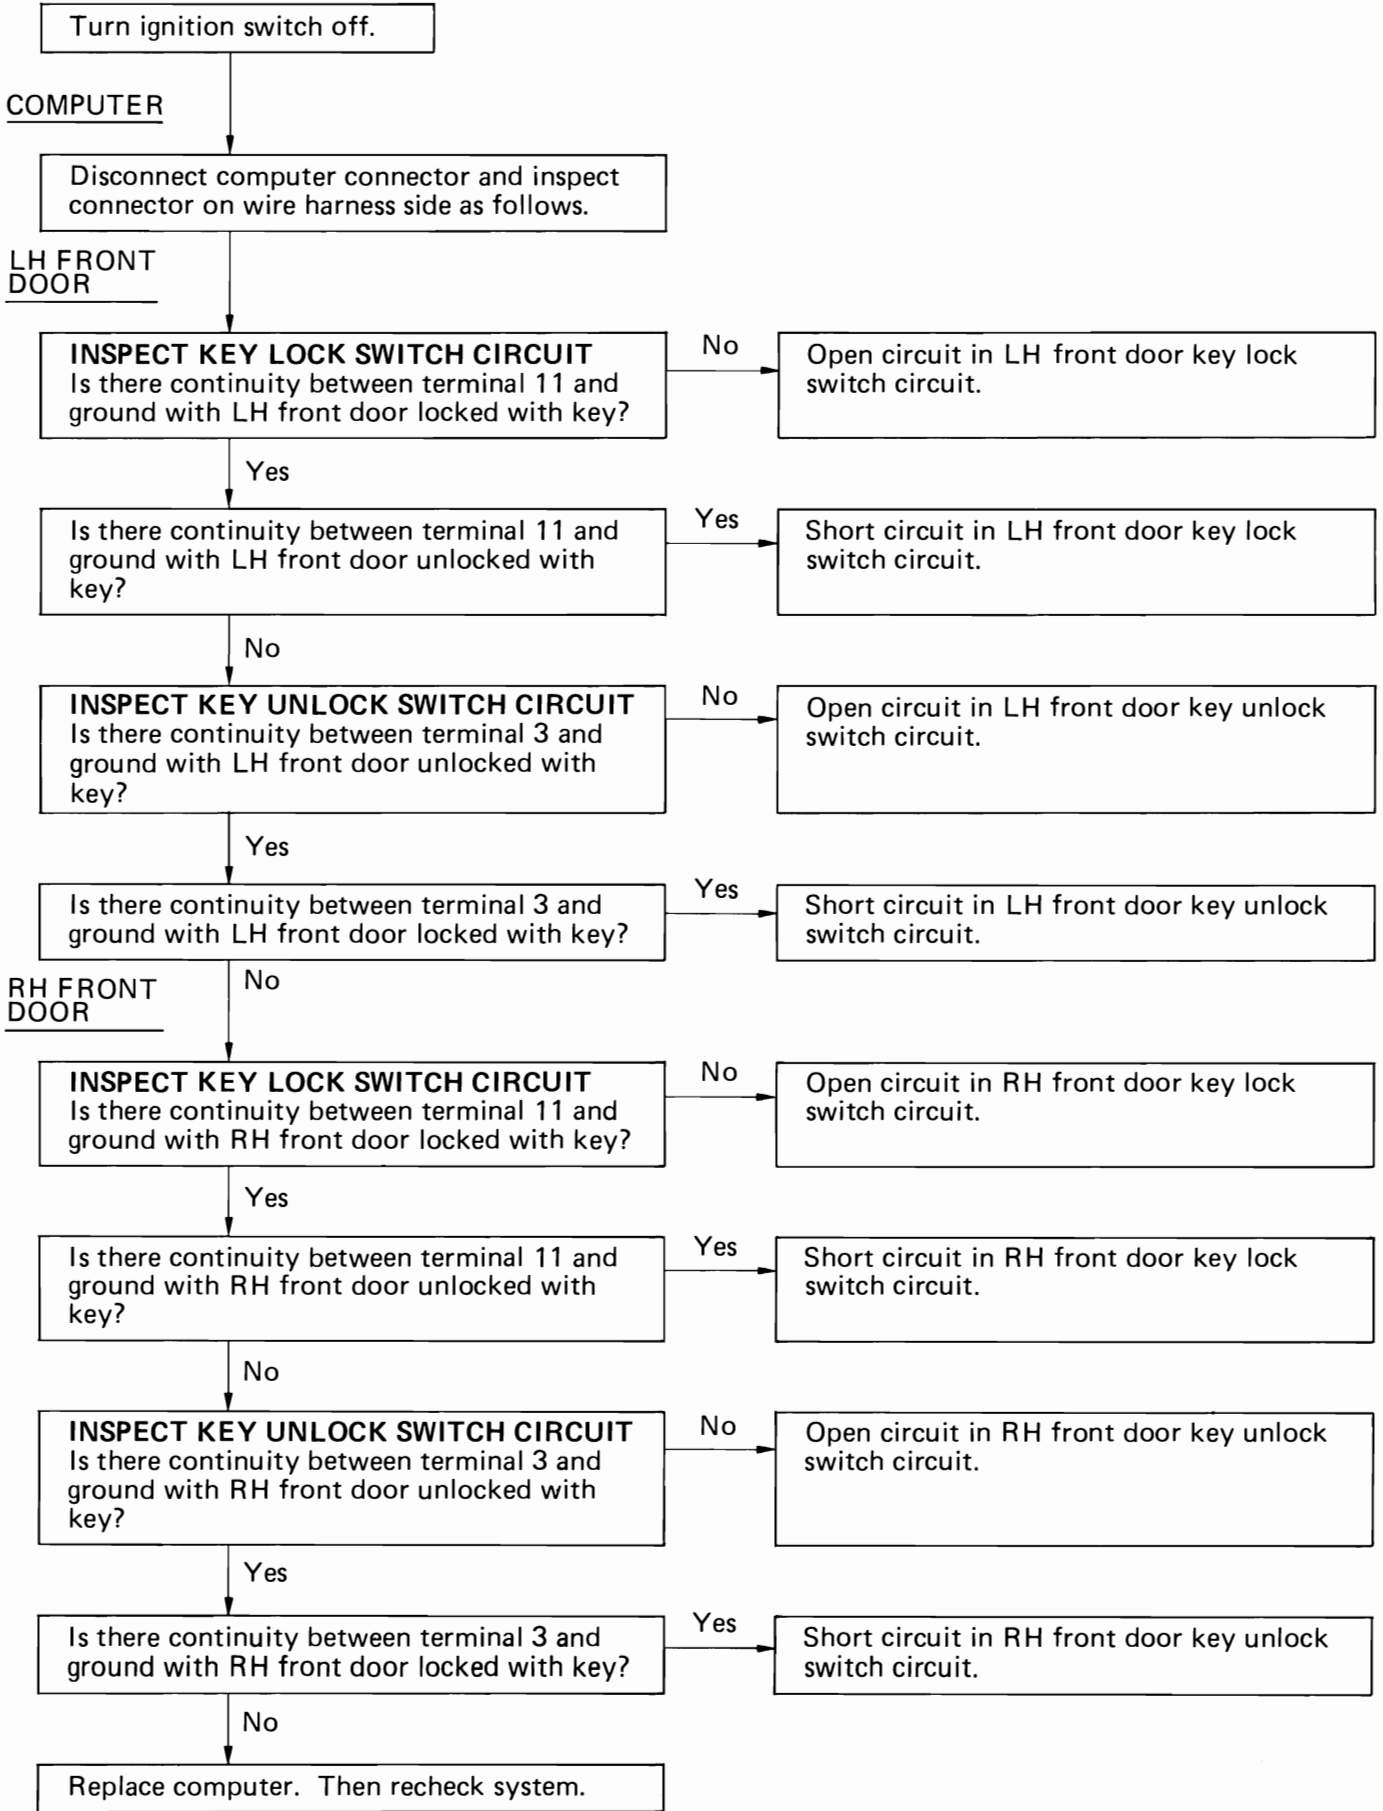 Turn ignition switch off.
COMPUTER
Disconnect computer connector and inspect
connector on wire harness side as follows.
LH FRONT
DOOR
INSPECT KEY LOCK SWITCH CIRCUIT
Is there continuity between terminal 11 and
ground with LH front door locked with key?
No
Open circuit in LH front door key lock
switch circuit.
Yes
Is there continuity between terminal 11 and
ground with LH front door unlocked with
key?
Yes
Short circuit in LH front door key lock
switch circuit.
No
INSPECT KEY UNLOCK SWITCH CIRCUIT
Is there continuity between terminal 3 and
ground with LH front door unlocked with
key?
No
Open circuit in LH front door key unlock
switch circuit.
Yes
Is there continuity between terminal 3 and
ground with LH front door locked with key?
Yes
Short circuit in LH front door key unlock
switch circuit.
No
RH FRONT
DOOR
INSPECT KEY LOCK SWITCH CIRCUIT
Is there continuity between terminal 11 and
ground with RH front door locked with key?
No
Open circuit in RH front door key lock
switch circuit.
Yes
Is there continuity between terminal 11 and
ground with RH front door unlocked with
key?
Yes
Short circuit in RH front door key lock
switch circuit.
No
INSPECT KEY UNLOCK SWITCH CIRCUIT
Is there continuity between terminal 3 and
ground with RH front door unlocked with
key?
No
Open circuit in RH front door key unlock
switch circuit.
Yes
Is there continuity between terminal 3 and
ground with RH front door locked with key?
Yes
Short circuit in RH front door key unlock
switch circuit.
No
Replace computer. Then recheck system.